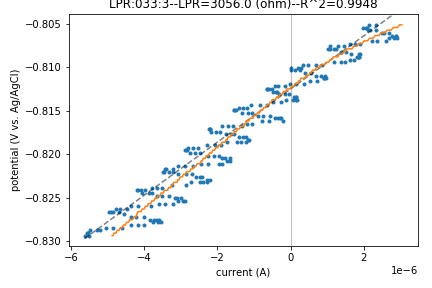 LPR:033:3--LPR=3056.0 (ohm)--R^2=0.9948
potential (V vs. Ag/AgCl)
−0.805
−0.810
−0.815
−0.820
−0.825
−0.830
−6 −4 −2 0 2
1e−6
current (A)